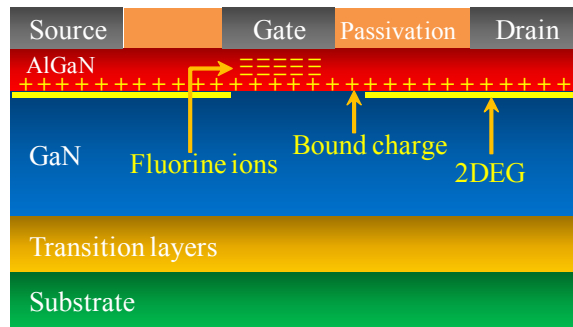 Source Gate Passivation Drain
AlGaN
GaN
Fluorine ions
Bound charge
2DEG
Transition layers
Substrate